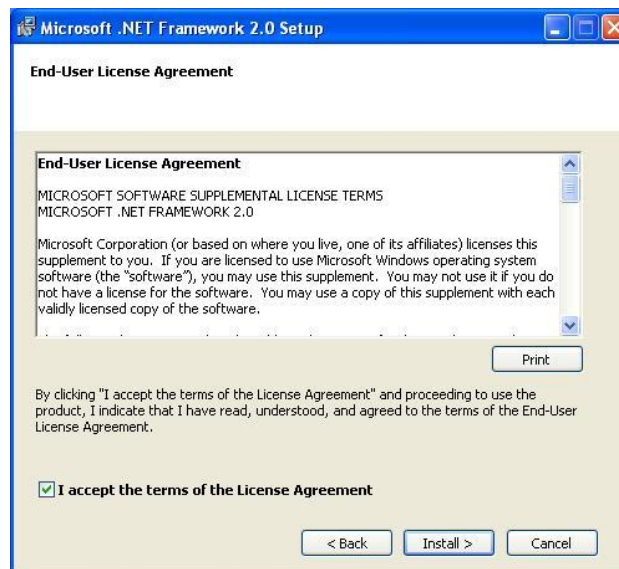 Microsoft .NET Framework 2.0 Setup
End-User License Agreement
End-User License Agreement
MICROSOFT SOFTWARE SUPPLEMENTAL LICENSE TERMS
MICROSOFT .NET FRAMEWORK 2.0
Microsoft Corporation (or based on where you live, one of its affiliates) licenses this
supplement to you.  If you are licensed to use Microsoft Windows operating system
software (the “software”), you may use this supplement.  You may not use it if you do
not have a license for the software.  You may use a copy of this supplement with each
validly licensed copy of the software.
Print
By clicking "I accept the terms of the License Agreement" and proceeding to use the
product, I indicate that I have read, understood, and agreed to the terms of the End-User
License Agreement.
I accept the terms of the License Agreement
< Back
Install >
Cancel